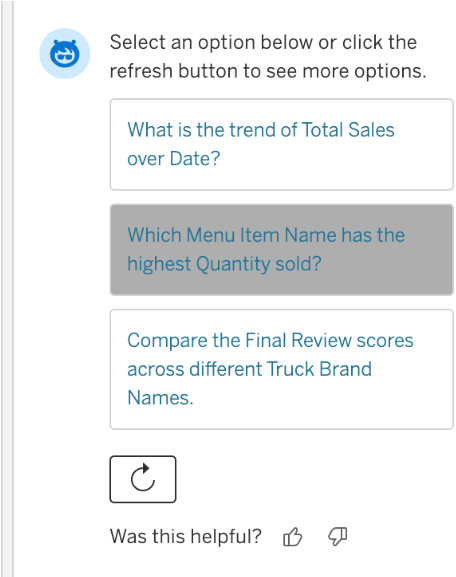 Select an option below or click the
refresh button to see more options.
What is the trend of Total Sales
over Date?
Which Menu Item Name has the
highest Quantity sold?
Compare the Final Review scores
across different Truck Brand
Names.
Was this helpful?